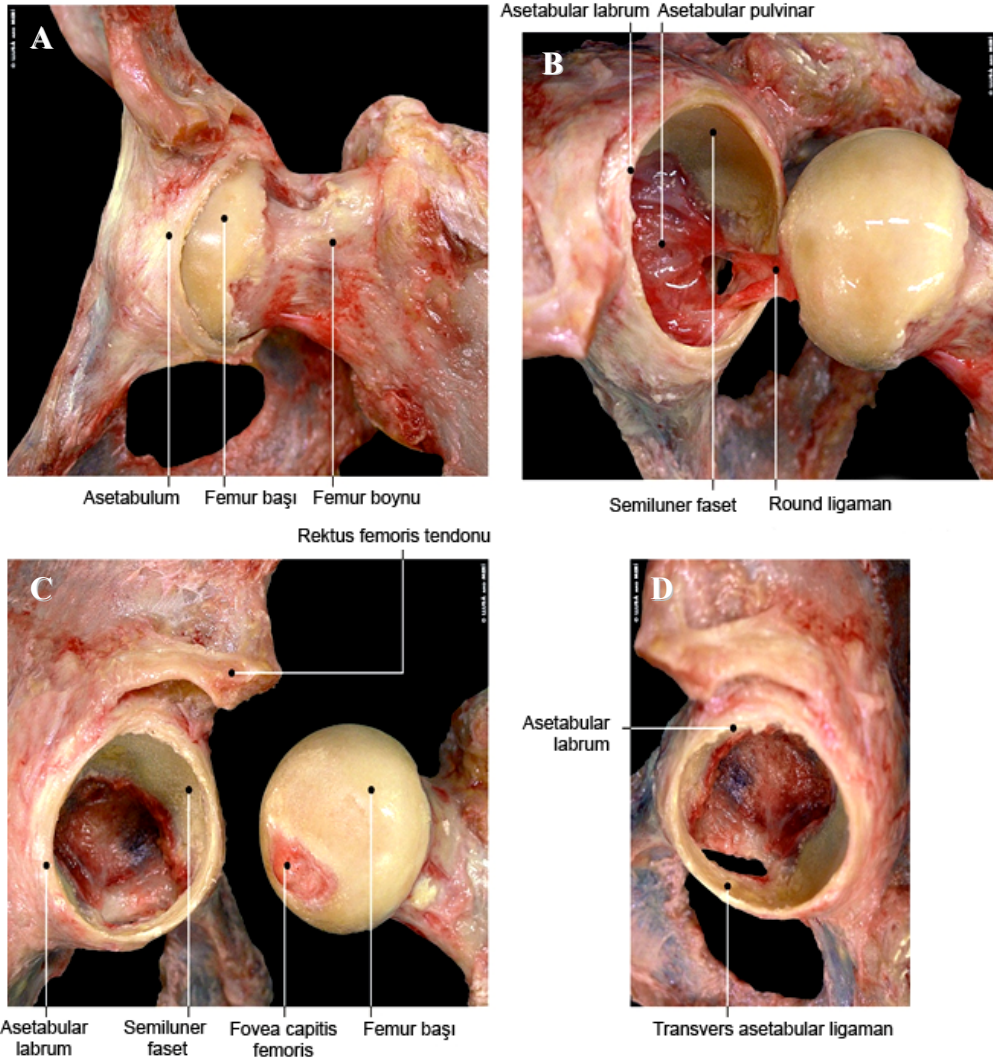 A
Asetabulum Femur başı Femur boynu
Asetabular labrum Asetabular pulvinar
B
Semiluner faset Round ligaman
Rektus femoris tendonu
C
Asetabular
labrum
Semiluner
faset
Fovea capitis
femoris
Femur başı
D
Asetabular
labrum
Transvers asetabular ligaman